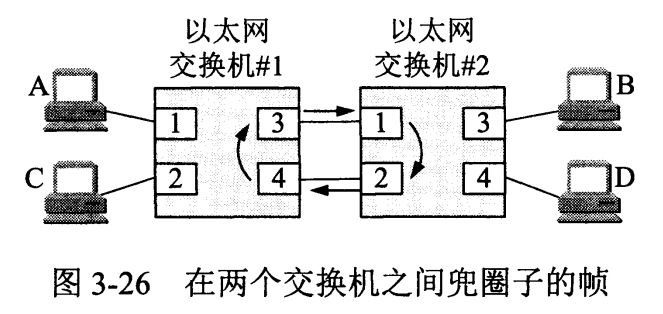 以太网 以太网
交换机#1 交换机#2
A 1 3 1 3 B
C 2 4 2 4 D
图 3-26 在两个交换机之间兜圈子的帧